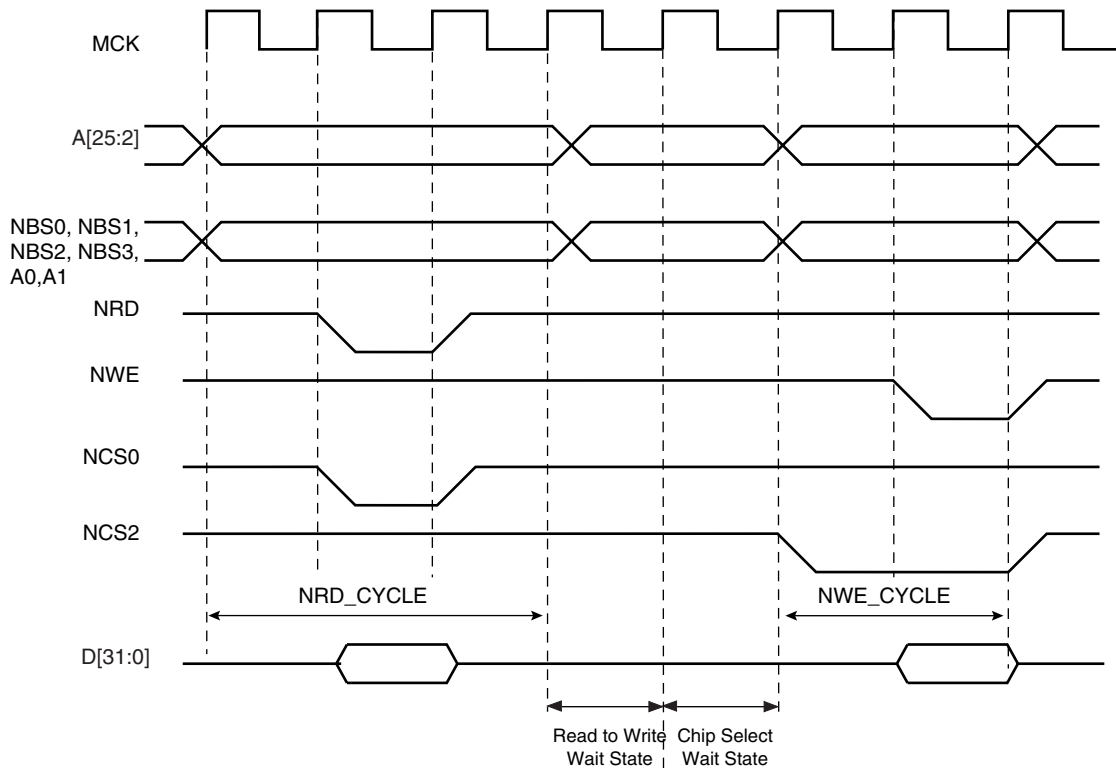 MCK
A[25:2]
NBS0, NBS1,
NBS2, NBS3,
A0,A1
NRD
NWE
NCS0
NCS2
NRD_CYCLE
NWE_CYCLE
D[31:0]
Read to Write
Wait State
Chip Select
Wait State